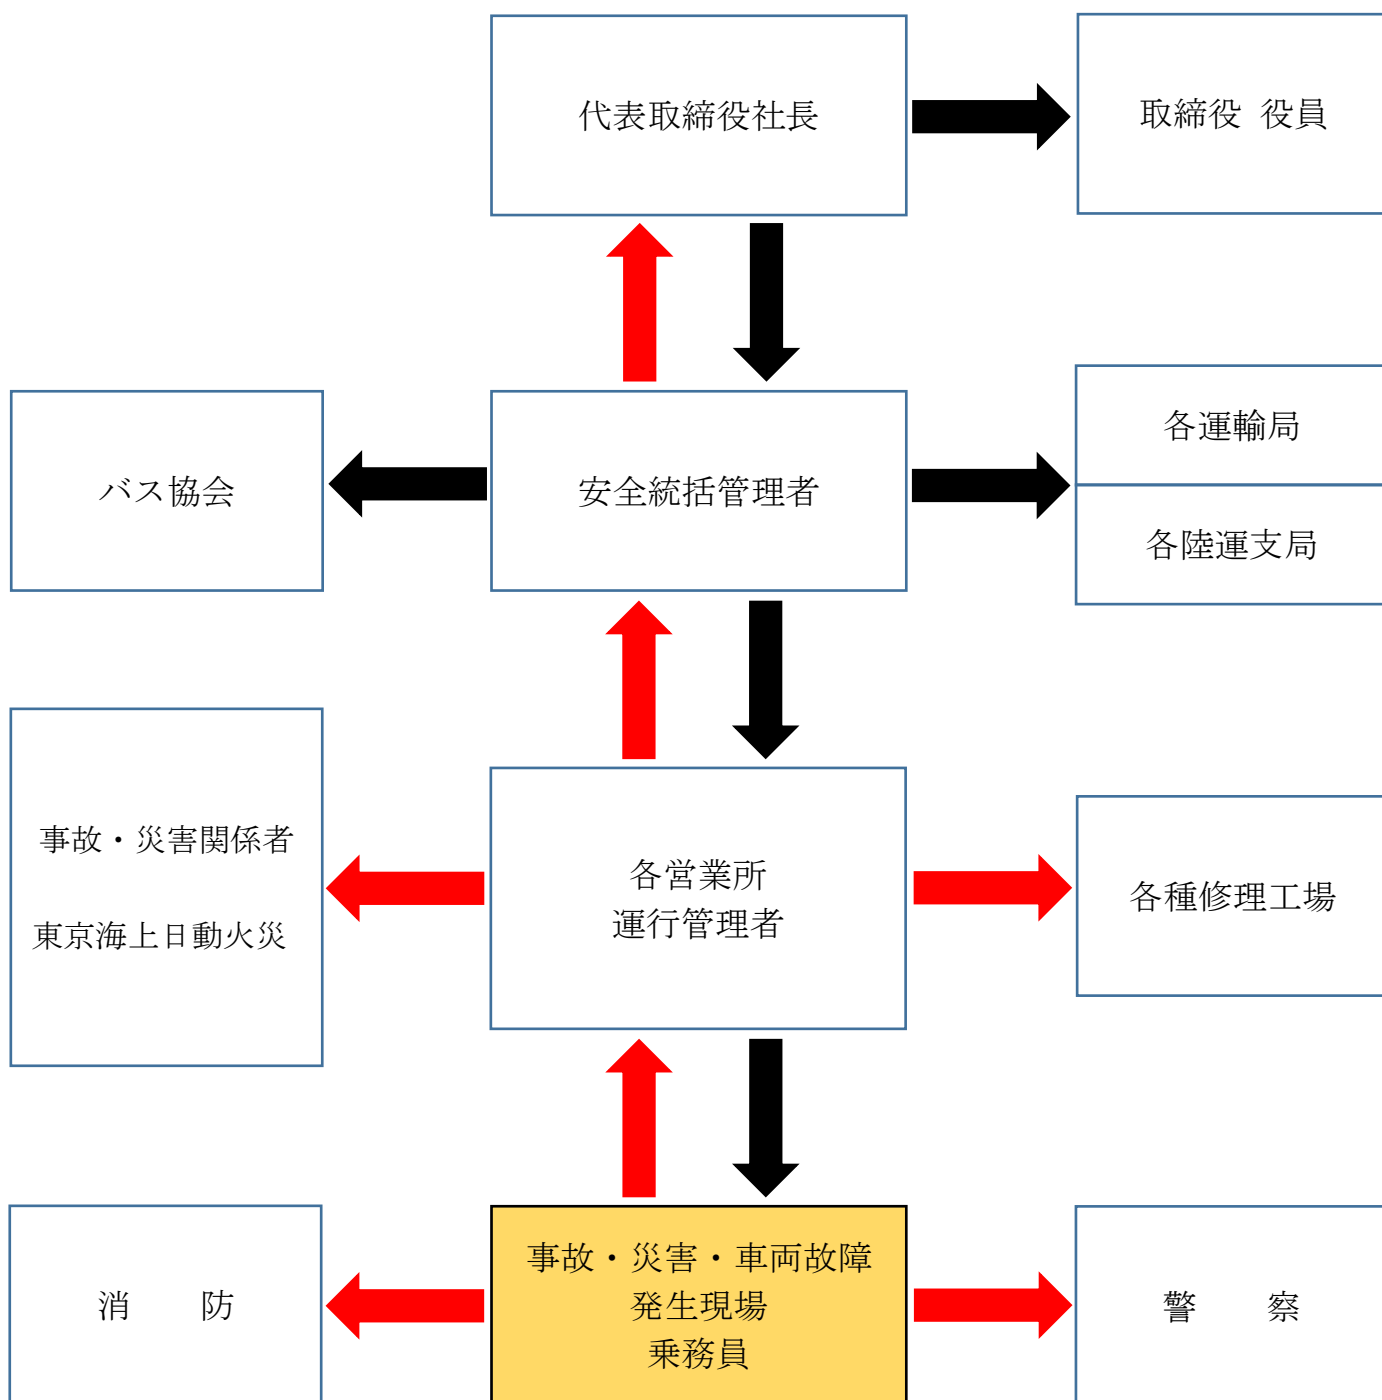 代表取締役社長
取締役 役員
バス協会
安全統括管理者
各運輸局
各陸運支局
事故・災害関係者
東京海上日動火災
各営業所
運行管理者
各種修理工場
消　　防
事故・災害・車両故障
発生現場
乗務員
警　　察